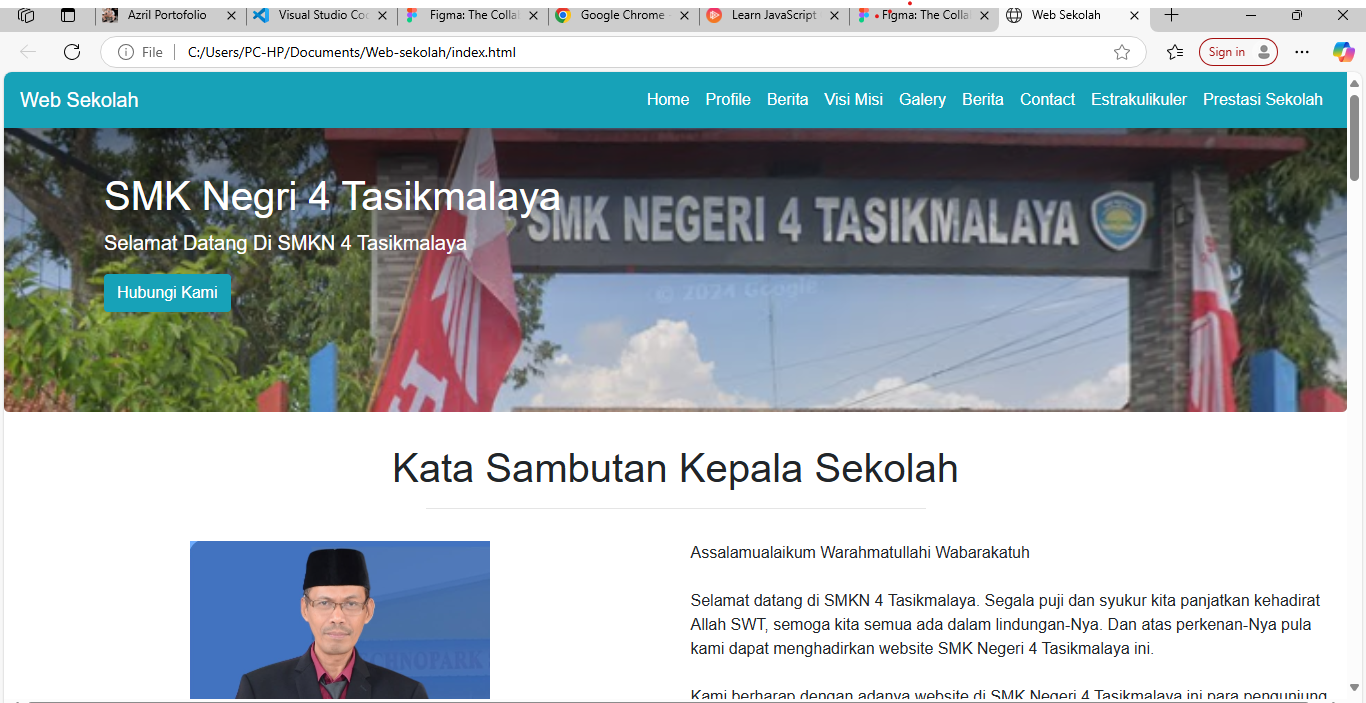 Azril Portofolio
Visual Studio Coc
Figma: The Colla
Google Chrome
Learn JavaScript
Figma: The Colla
Web Sekolah
File
C:/Users/PC-HP/Documents/Web-sekolah/index.html
Sign in
Web Sekolah
Home Profile Berita Visi Misi Galery Berita Contact Estrakulikuler Prestasi Sekolah
SMK Negri 4 Tasikmalaya
SMK NEGERI 4 TASIKMALAYA
Selamat Datang Di SMKN 4 Tasikmalaya
Hubungi Kami
© 2024 Google
Kata Sambutan Kepala Sekolah
CHNOPARK
Assalamualaikum Warahmatullahi Wabarakatuh
Selamat datang di SMKN 4 Tasikmalaya. Segala puji dan syukur kita panjatkan kehadirat
Allah SWT, semoga kita semua ada dalam lindungan-Nya. Dan atas perkenan-Nya pula
kami dapat menghadirkan website SMK Negeri 4 Tasikmalaya ini.
Kami berharap dengan adanya website di SMK Negeri 4 Tasikmalaya ini para pengunjung